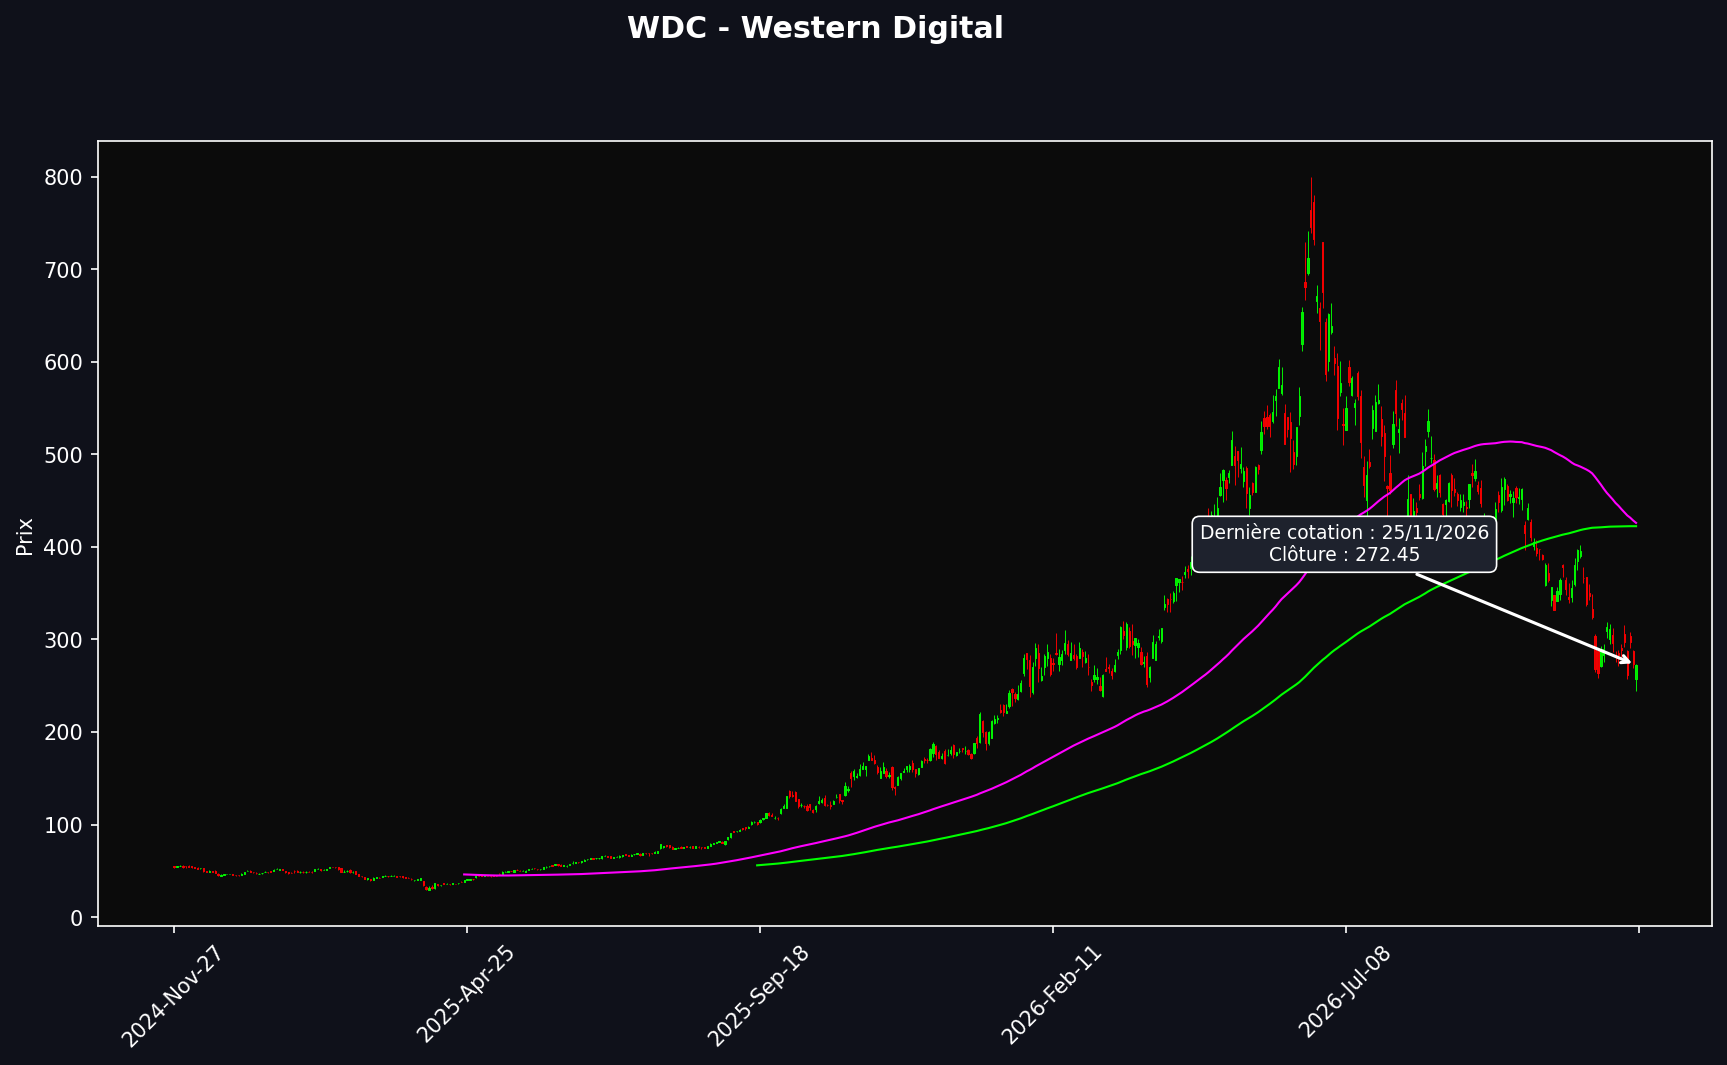 WDC - Western Digital
Prix
800
700
600
500
400
300
200
100
0
Dernière cotation : 25/11/2026
Clôture : 272.45
2024-Nov-27
2025-Apr-25
2025-Sep-18
2026-Feb-11
2026-Jul-08